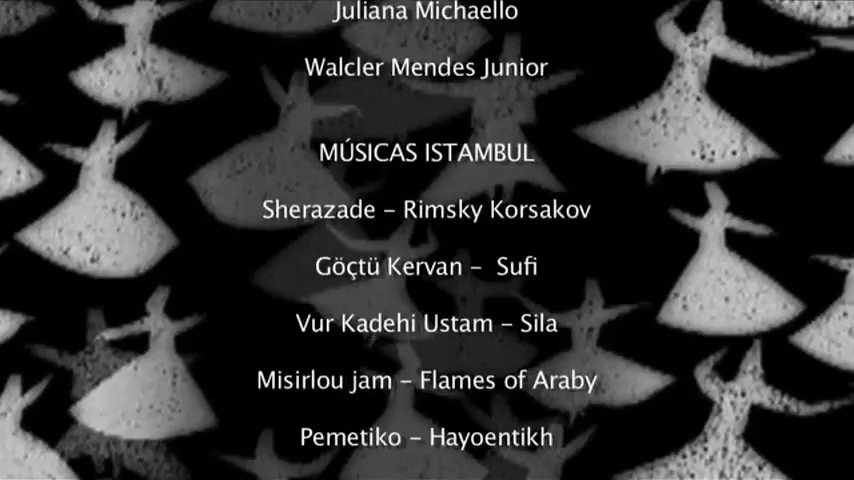 Juliana Michaello
Walcler Mendes Junior
MÚSICAS ISTAMBUL
Sherazade – Rimsky Korsakov
Göçtü Kervan – Sufi
Vur Kadehi Ustam – Sila
Misirlou jam – Flames of Araby
Pemetiko – Hayoentikh